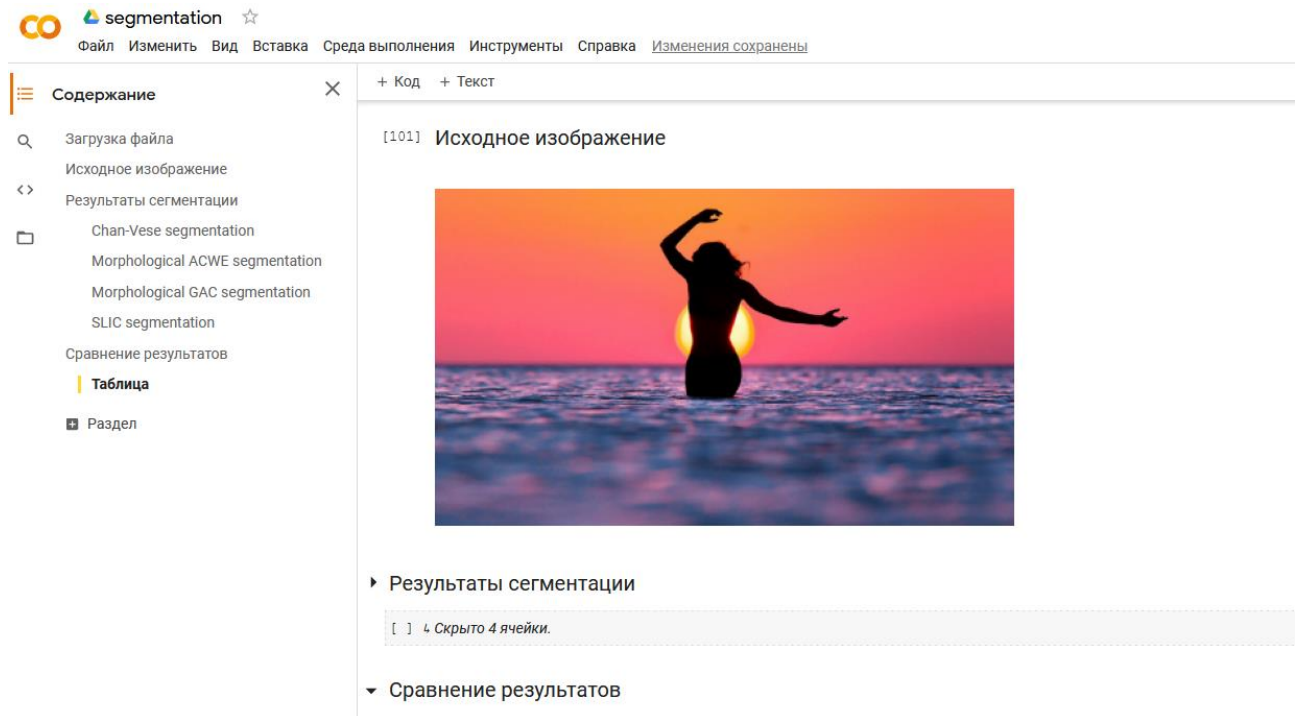 CO segmentation
Файл Изменить Вид Вставка Среда выполнения Инструменты Справка Изменения сохранены
Содержание
Загрузка файла
Исходное изображение
Результаты сегментации
Chan-Vese segmentation
Morphological ACWE segmentation
Morphological GAC segmentation
SLIC segmentation
Сравнение результатов
Таблица
Раздел
+ Код + Текст
[101] Исходное изображение
Результаты сегментации
[ ] ↳ Скрыто 4 ячейки.
Сравнение результатов